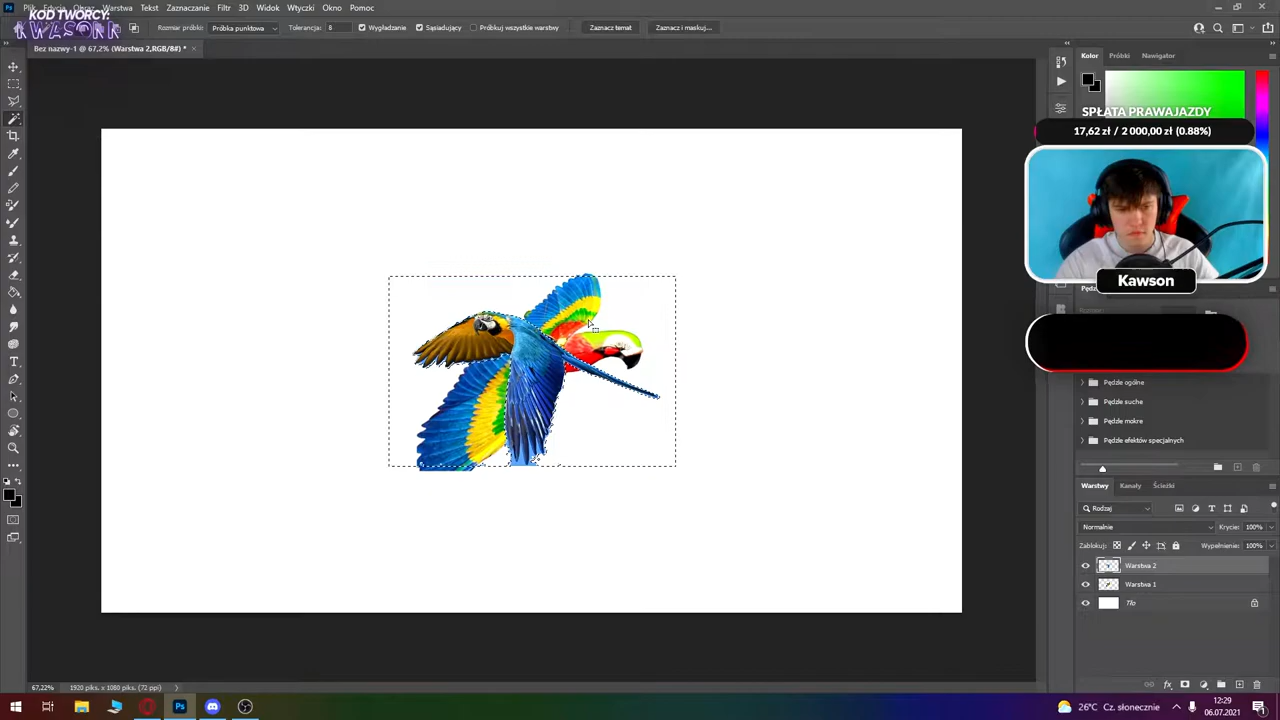 Plik Edycja Obraz Warstwa Tekst Zaznaczanie Filtr 3D Widok Wtyczki Okno Pomoc
KOD TWÓRCY:
KWASORK
Rozmiar próbki: Próbka punktowa Tolerancja: 8 Wygładzanie Sąsiadujący Próbkuj wszystkie warstwy Zaznacz temat Zaznacz i maskuj...
Bez nazwy-1 @ 67,2% (Warstwa 2,RGB/8#) * ×
Kolor Próbki Nawigator
SPŁATA PRAWAJAZDY
17,62 zł / 2 000,00 zł (0.88%)
Kawson
Pędzle ogólne
Pędzle suche
Pędzle mokre
Pędzle efektów specjalnych
Warstwy Kanały Ścieżki
Rodzaj
Normalnie Krycie: 100%
Zablokuj: Wypełnienie: 100%
Warstwa 2
Warstwa 1
Tło
67,22% 1920 piks. x 1080 piks. (72 ppi)
26°C Cz. słonecznie
12:29
06.07.2021